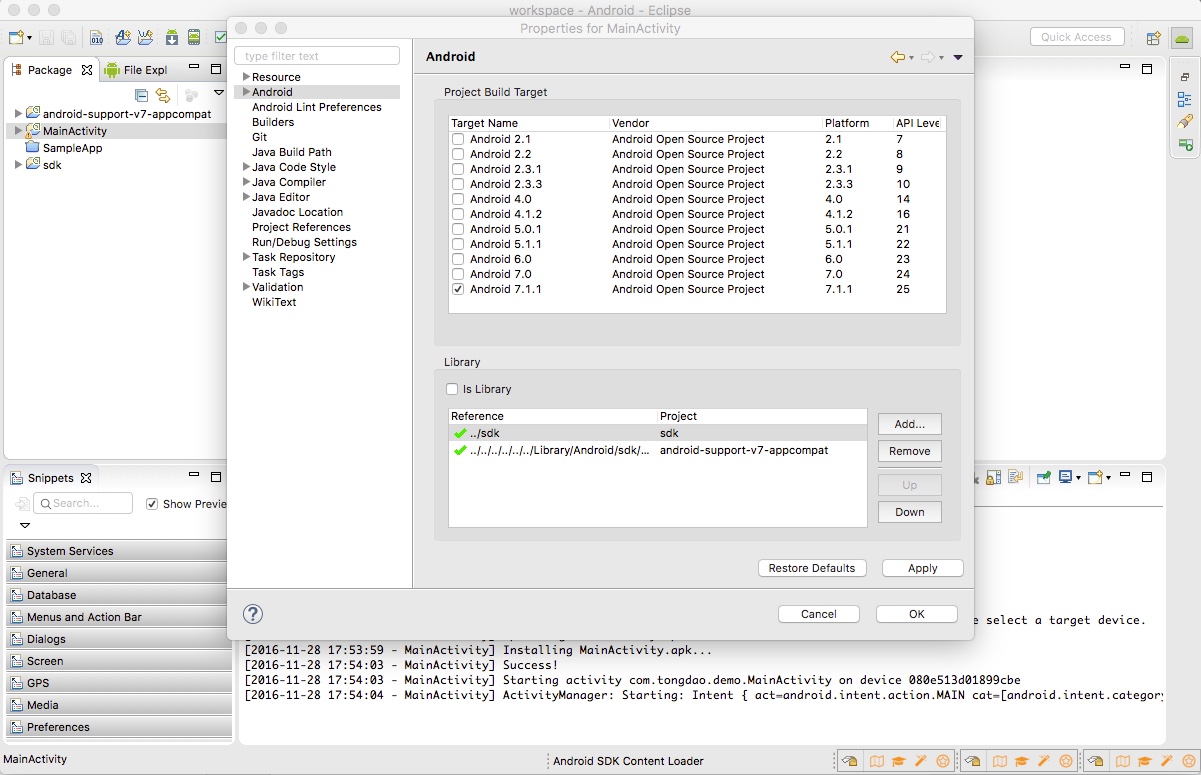 workspace - Android - Eclipse
Properties for MainActivity
Quick Access
Package
File Expl
android-support-v7-appcompat
MainActivity
SampleApp
sdk
type filter text
Resource
Android
Android Lint Preferences
Builders
Git
Java Build Path
Java Code Style
Java Compiler
Java Editor
Javadoc Location
Project References
Run/Debug Settings
Task Repository
Task Tags
Validation
WikiText
Android
Project Build Target
Target Name Vendor Platform API Leve
Android 2.1 Android Open Source Project 2.1 7
Android 2.2 Android Open Source Project 2.2 8
Android 2.3.1 Android Open Source Project 2.3.1 9
Android 2.3.3 Android Open Source Project 2.3.3 10
Android 4.0 Android Open Source Project 4.0 14
Android 4.1.2 Android Open Source Project 4.1.2 16
Android 5.0.1 Android Open Source Project 5.0.1 21
Android 5.1.1 Android Open Source Project 5.1.1 22
Android 6.0 Android Open Source Project 6.0 23
Android 7.0 Android Open Source Project 7.0 24
Android 7.1.1 Android Open Source Project 7.1.1 25
Library
Is Library
Reference Project
../sdk sdk
../../../../../../Library/Android/sdk/... android-support-v7-appcompat
Add...
Remove
Up
Down
Restore Defaults Apply
Cancel OK
Snippets
Search...
Show Previe
System Services
General
Database
Menus and Action Bar
Dialogs
Screen
GPS
Media
Preferences
e select a target device.
[2016-11-28 17:53:59 - MainActivity] Installing MainActivity.apk...
[2016-11-28 17:54:03 - MainActivity] Success!
[2016-11-28 17:54:03 - MainActivity] Starting activity com.tongdao.demo.MainActivity on device 080e513d01899cbe
[2016-11-28 17:54:04 - MainActivity] ActivityManager: Starting: Intent { act=android.intent.action.MAIN cat=[android.intent.category
MainActivity
Android SDK Content Loader